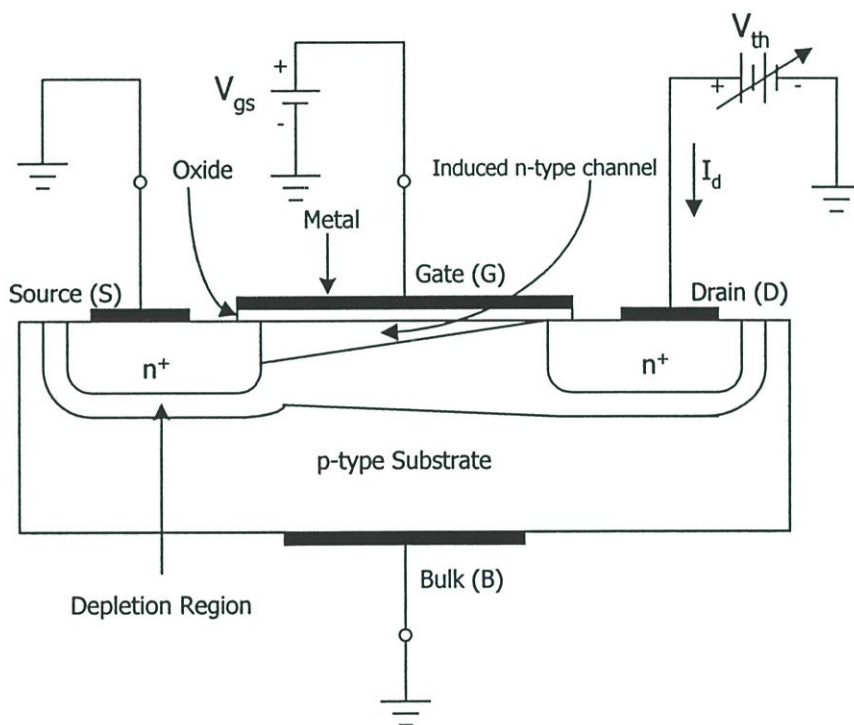 V_th
+ -
V_gs
+
-
Oxide
Induced n-type channel
I_d
Metal
Gate (G)
Source (S)
Drain (D)
n⁺
n⁺
p-type Substrate
Depletion Region
Bulk (B)